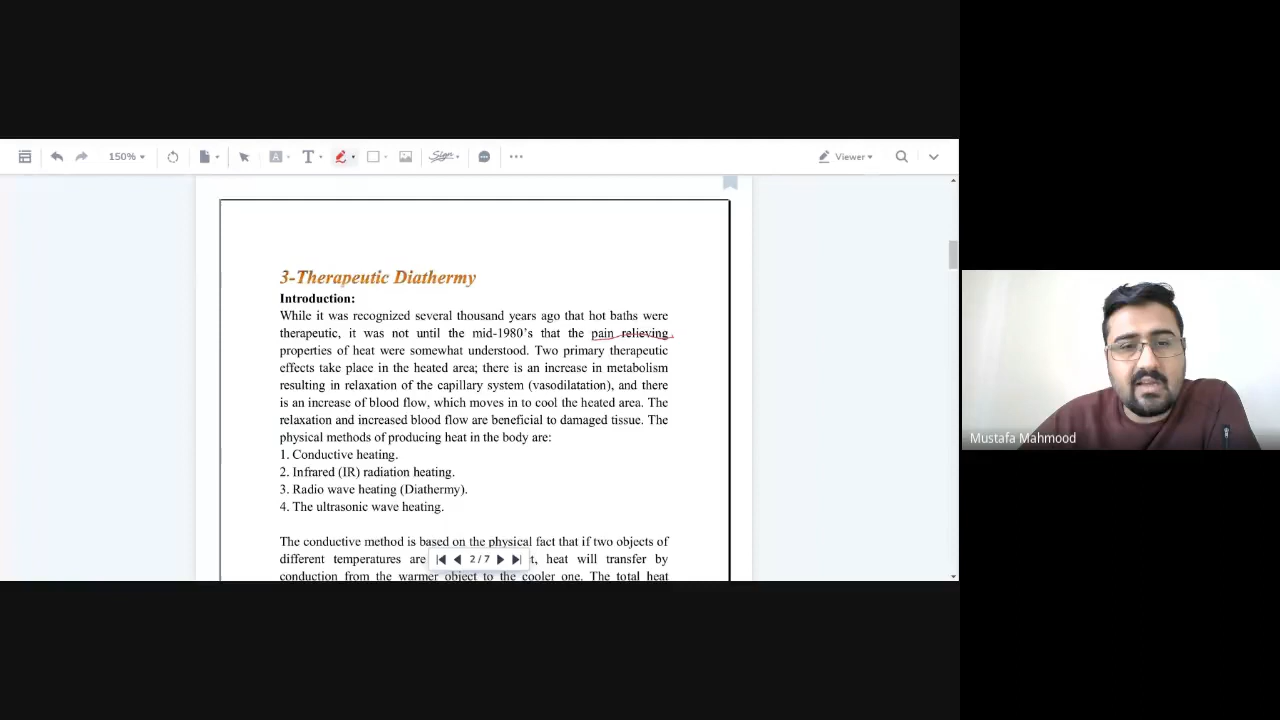 150%
T
Sign
Viewer
3-Therapeutic Diathermy
Introduction:
While it was recognized several thousand years ago that hot baths were
therapeutic, it was not until the mid-1980's that the pain relieving
properties of heat were somewhat understood. Two primary therapeutic
effects take place in the heated area; there is an increase in metabolism
resulting in relaxation of the capillary system (vasodilatation), and there
is an increase of blood flow, which moves in to cool the heated area. The
relaxation and increased blood flow are beneficial to damaged tissue. The
physical methods of producing heat in the body are:
1. Conductive heating.
2. Infrared (IR) radiation heating.
3. Radio wave heating (Diathermy).
4. The ultrasonic wave heating.
The conductive method is based on the physical fact that if two objects of
different temperatures are heat will transfer by
conduction from the warmer object to the cooler one. The total heat
2 / 7
Mustafa Mahmood